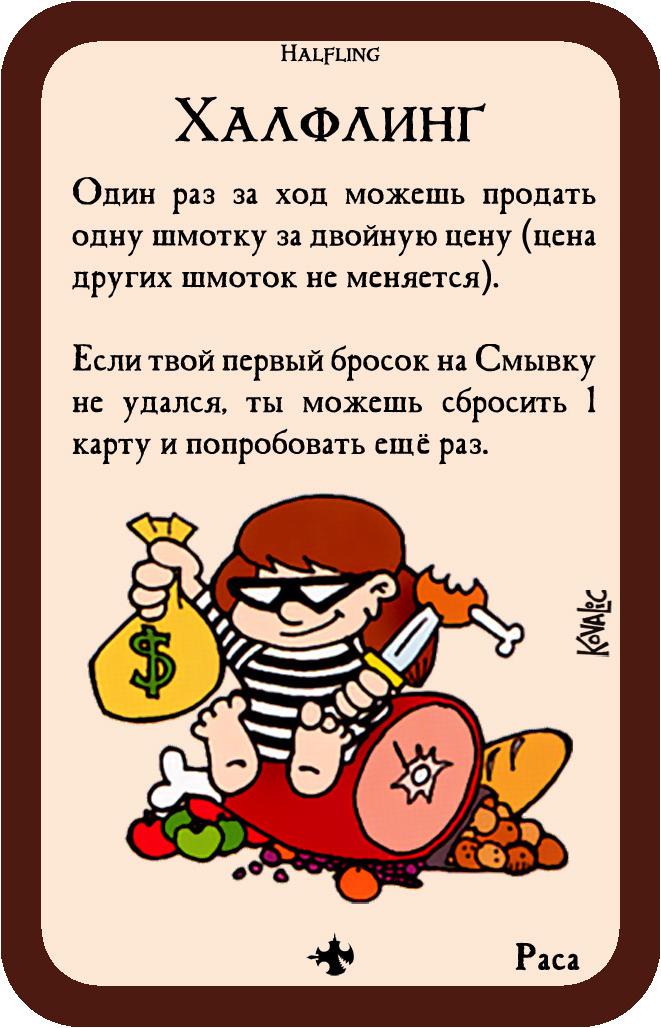 Halfling
Халфлинг
Один раз за ход можешь продать
одну шмотку за двойную цену (цена
других шмоток не меняется).
Если твой первый бросок на Смывку
не удался, ты можешь сбросить 1
карту и попробовать ещё раз.
$
Kovalic
Раса